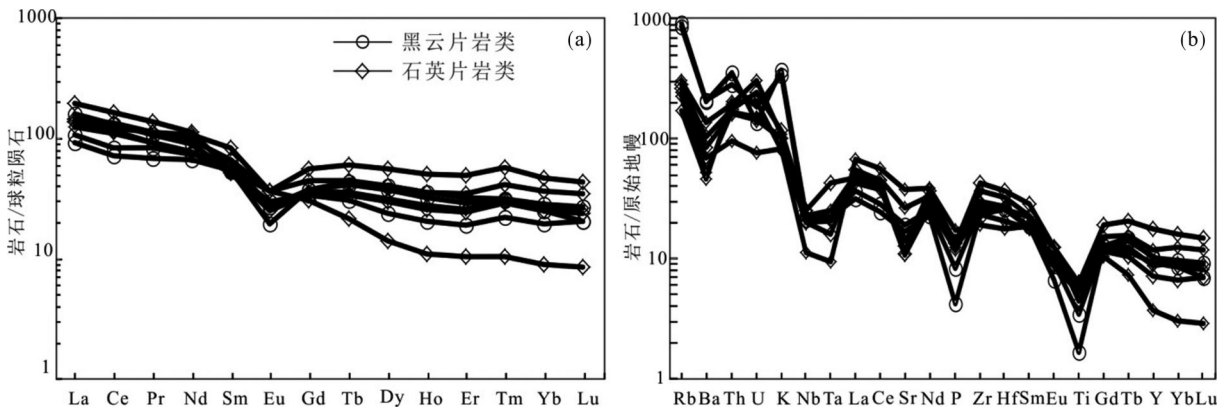 1000
100
10
1
岩石/球粒陨石
(a)
黑云片岩类
石英片岩类
La Ce Pr Nd Sm Eu Gd Tb Dy Ho Er Tm Yb Lu
1000
100
10
1
岩石/原始地幔
(b)
Rb Ba Th U K Nb Ta La Ce Sr Nd P Zr Hf Sm Eu Ti Gd Tb Y Yb Lu